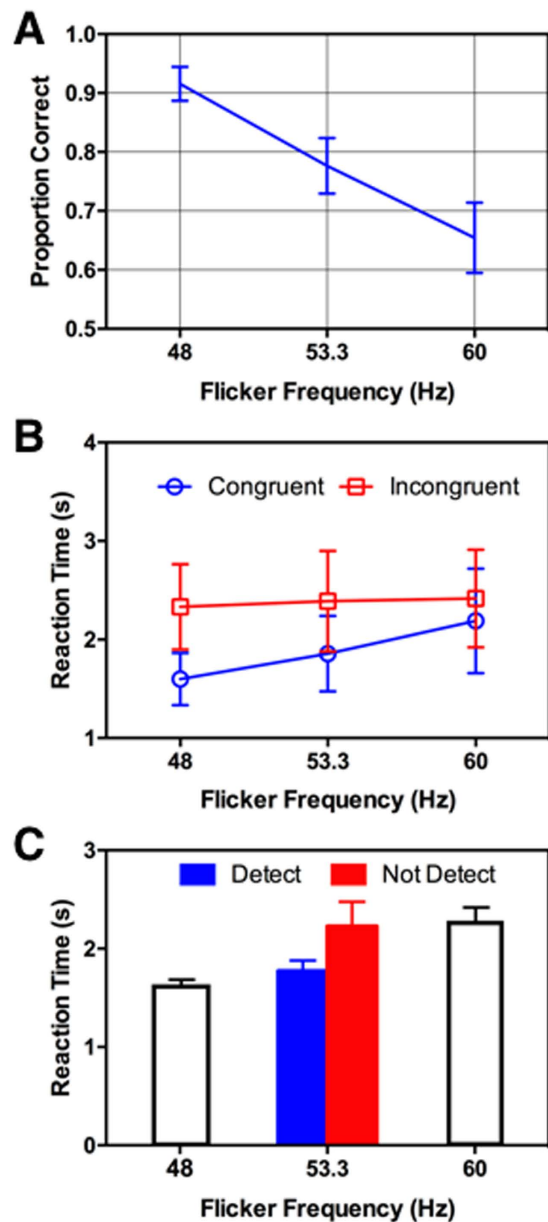 A
Proportion Correct
1.0
0.9
0.8
0.7
0.6
0.5
48 53.3 60
Flicker Frequency (Hz)
B
Reaction Time (s)
4
3
2
1
Congruent Incongruent
48 53.3 60
Flicker Frequency (Hz)
C
Reaction Time (s)
3
2
1
0
Detect Not Detect
48 53.3 60
Flicker Frequency (Hz)